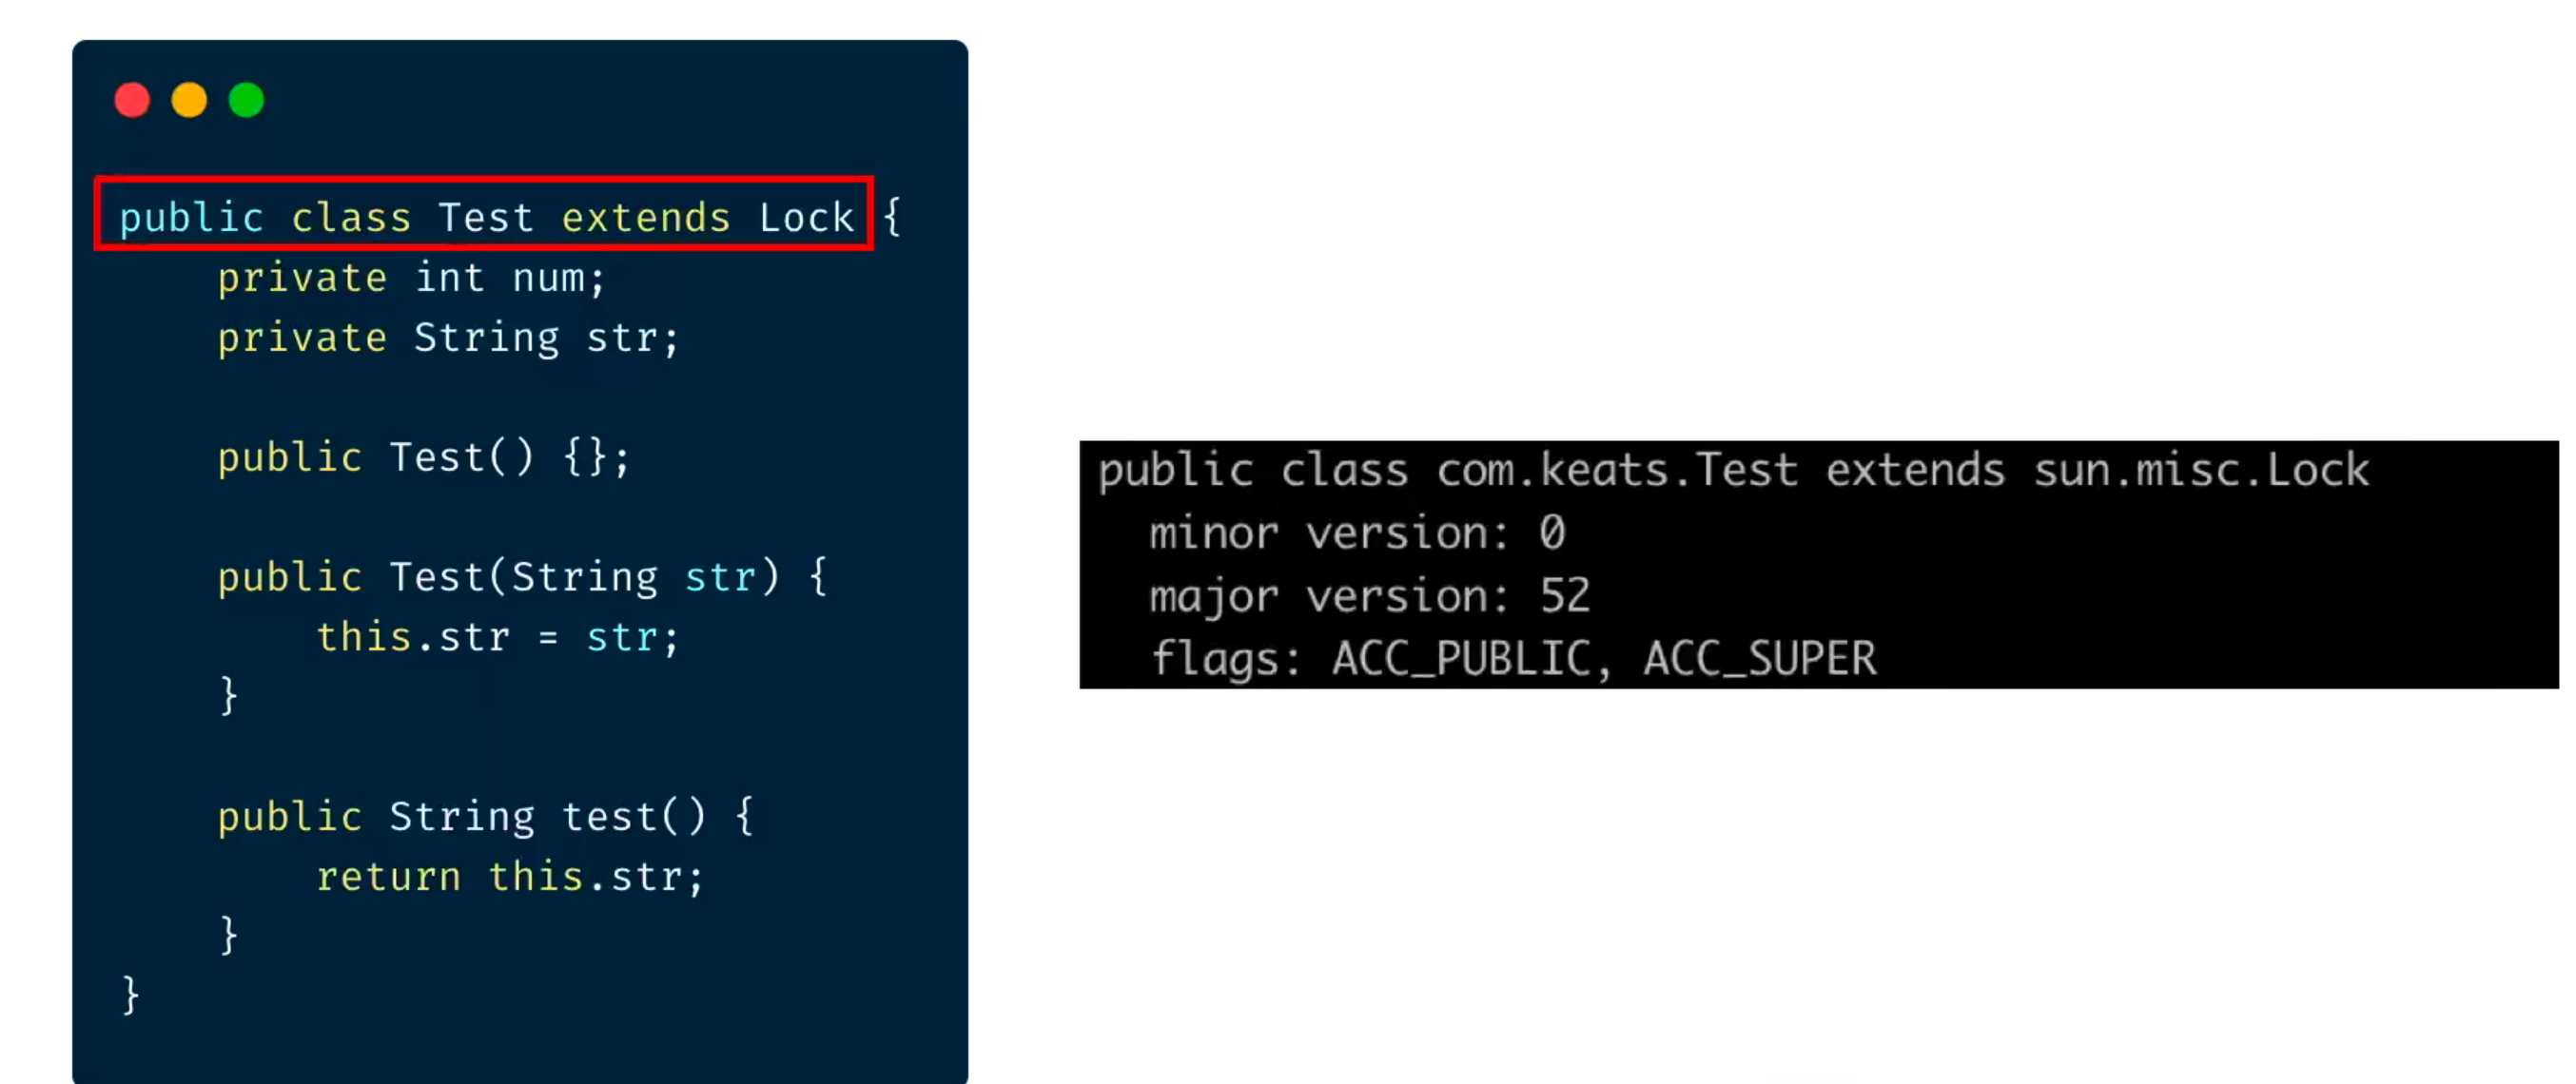 public class Test extends Lock {
    private int num;
    private String str;
    public Test() {};
    public Test(String str) {
        this.str = str;
    }
    public String test() {
        return this.str;
    }
}
public class com.keats.Test extends sun.misc.Lock
  minor version: 0
  major version: 52
  flags: ACC_PUBLIC, ACC_SUPER